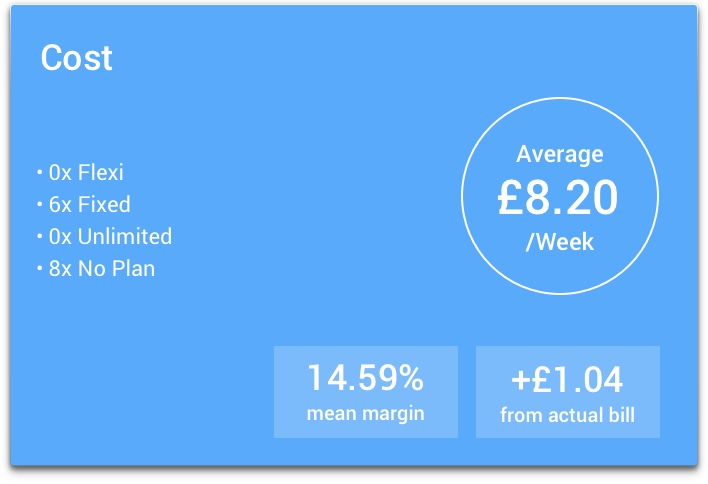 Cost
• 0x Flexi
• 6x Fixed
• 0x Unlimited
• 8x No Plan
Average
£8.20
/Week
14.59%
mean margin
+£1.04
from actual bill